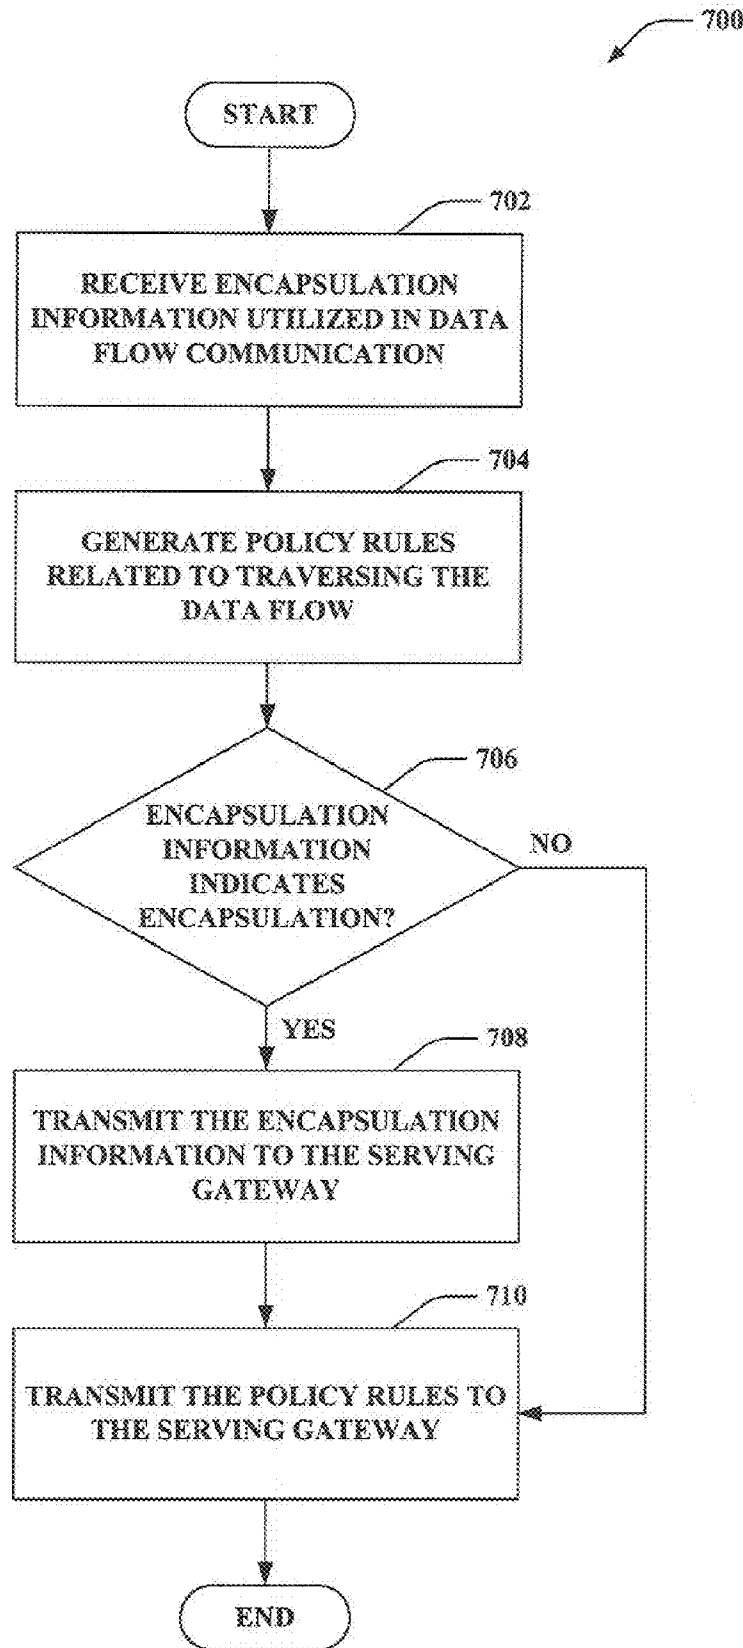 700
START
702
RECEIVE ENCAPSULATION
INFORMATION UTILIZED IN DATA
FLOW COMMUNICATION
704
GENERATE POLICY RULES
RELATED TO TRAVERSING THE
DATA FLOW
706
ENCAPSULATION
INFORMATION
INDICATES
ENCAPSULATION?
NO
YES
708
TRANSMIT THE ENCAPSULATION
INFORMATION TO THE SERVING
GATEWAY
710
TRANSMIT THE POLICY RULES TO
THE SERVING GATEWAY
END